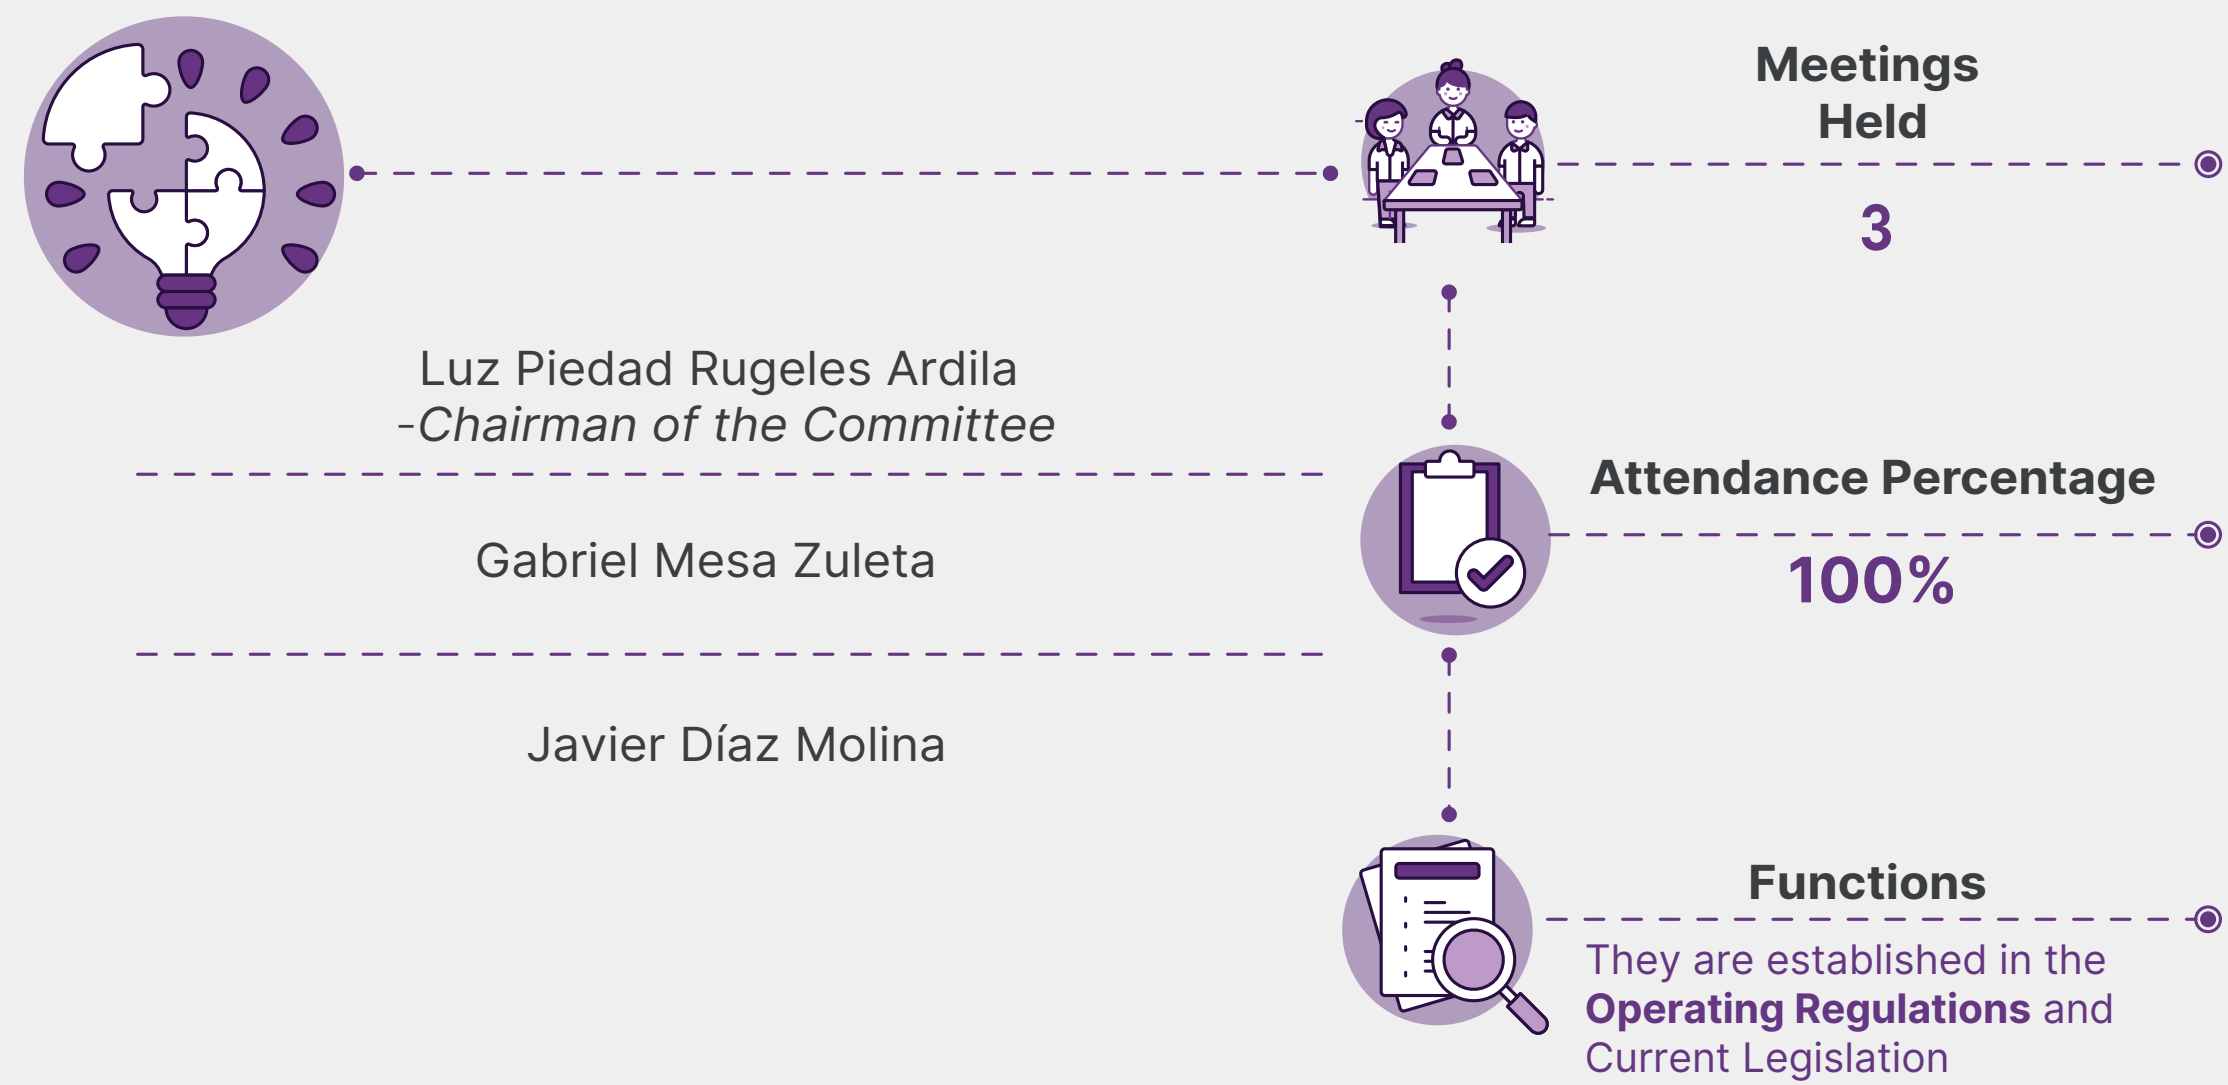 Luz Piedad Rugeles Ardila
-Chairman of the Committee
Gabriel Mesa Zuleta
Javier Díaz Molina
Meetings
Held
3
Attendance Percentage
100%
Functions
They are established in the
Operating Regulations and
Current Legislation